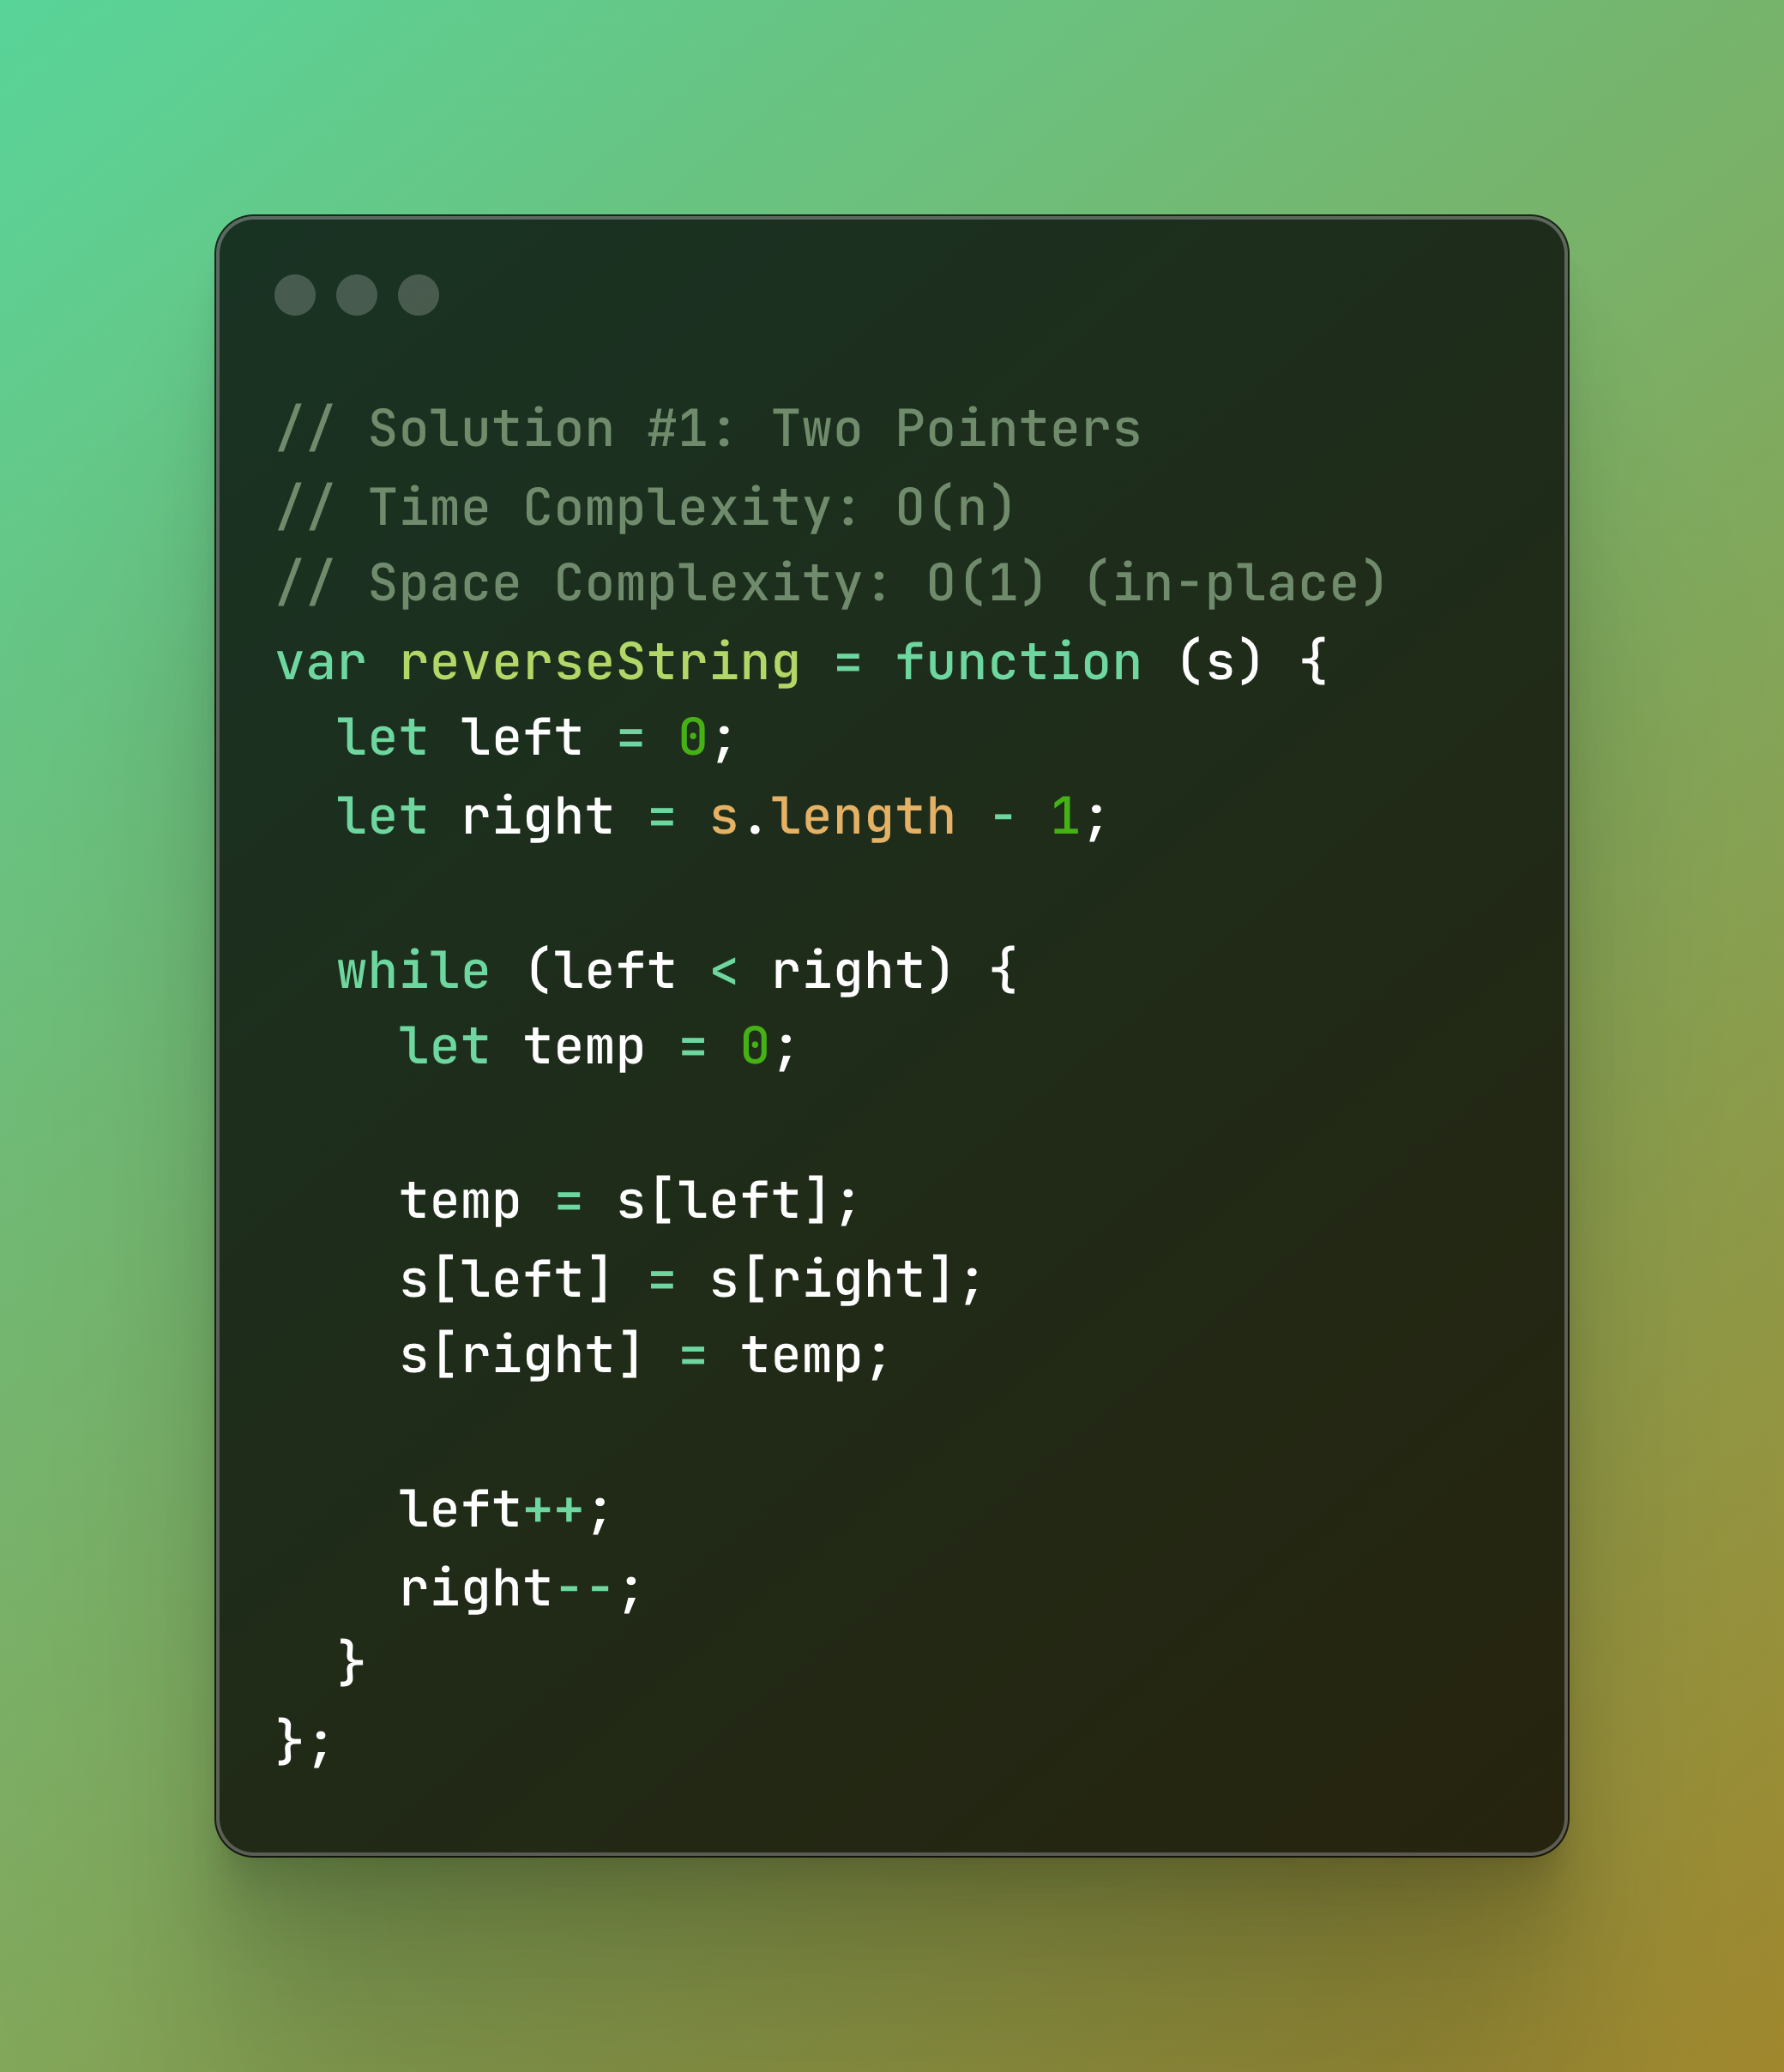 // Solution #1: Two Pointers
// Time Complexity: O(n)
// Space Complexity: O(1) (in-place)
var reverseString = function (s) {
  let left = 0;
  let right = s.length - 1;

  while (left < right) {
    let temp = 0;

    temp = s[left];
    s[left] = s[right];
    s[right] = temp;

    left++;
    right--;
  }
};